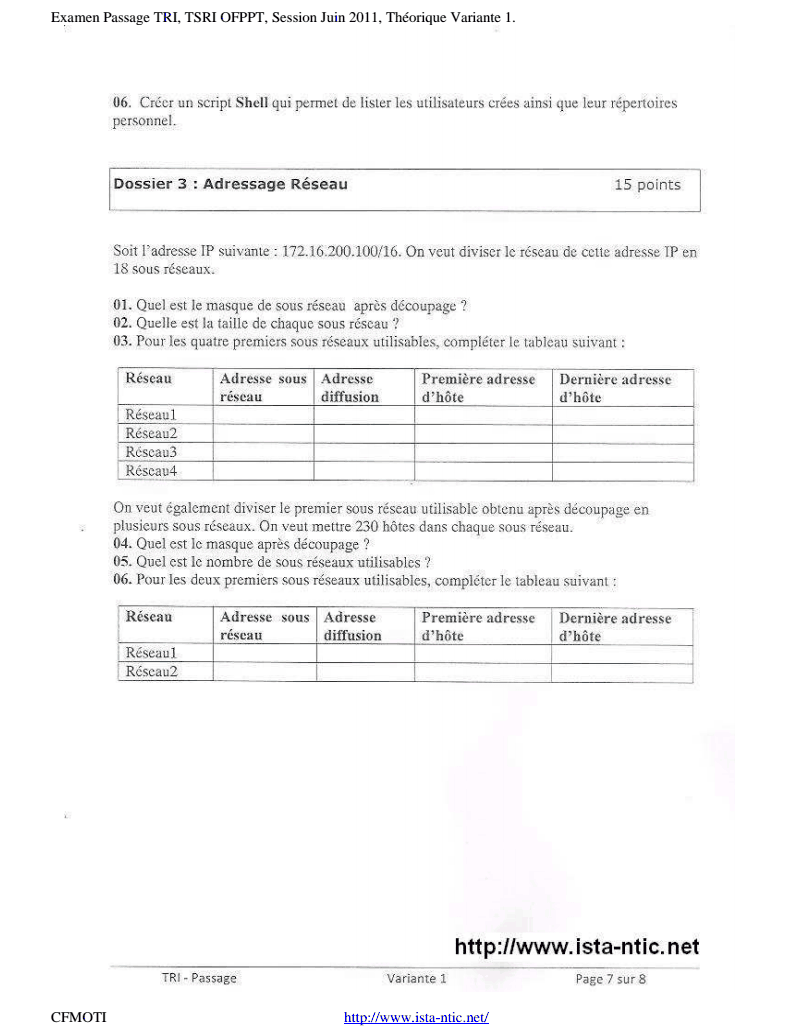 Examen Passage TRI, TSRI OFPPT, Session Juin 2011, Théorique Variante 1.
06. Créer un script Shell qui permet de lister les utilisateurs crées ainsi que leur répertoires
personnel.
Dossier 3 : Adressage Réseau 15 points
Soit l'adresse IP suivante : 172.16.200.100/16. On veut diviser le réseau de cette adresse IP en
18 sous réseaux.
01. Quel est le masque de sous réseau après découpage ?
02. Quelle est la taille de chaque sous réseau ?
03. Pour les quatre premiers sous réseaux utilisables, compléter le tableau suivant :
Réseau Adresse sous Adresse Première adresse Dernière adresse
réseau diffusion d'hôte d'hôte
Réseau1
Réseau2
Réseau3
Réseau4
On veut également diviser le premier sous réseau utilisable obtenu après découpage en
plusieurs sous réseaux. On veut mettre 230 hôtes dans chaque sous réseau.
04. Quel est le masque après découpage ?
05. Quel est le nombre de sous réseaux utilisables ?
06. Pour les deux premiers sous réseaux utilisables, compléter le tableau suivant :
Réseau Adresse sous Adresse Première adresse Dernière adresse
réseau diffusion d'hôte d'hôte
Réseau1
Réseau2
http://www.ista-ntic.net
TRI - Passage Variante 1 Page 7 sur 8
CFMOTI http://www.ista-ntic.net/